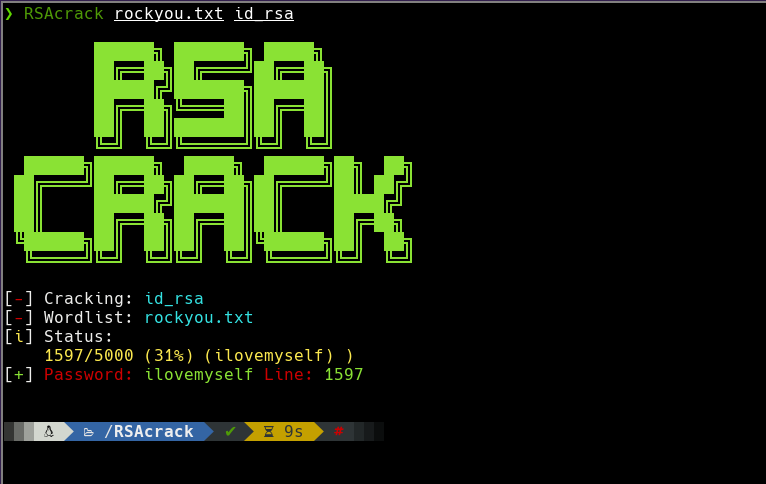 ❯ RSAcrack rockyou.txt id_rsa
RSA
CRACK
[-] Cracking: id_rsa
[-] Wordlist: rockyou.txt
[i] Status:
1597/5000 (31%) (ilovemyself) )
[+] Password: ilovemyself Line: 1597
/RSAcrack ✔ 9s #